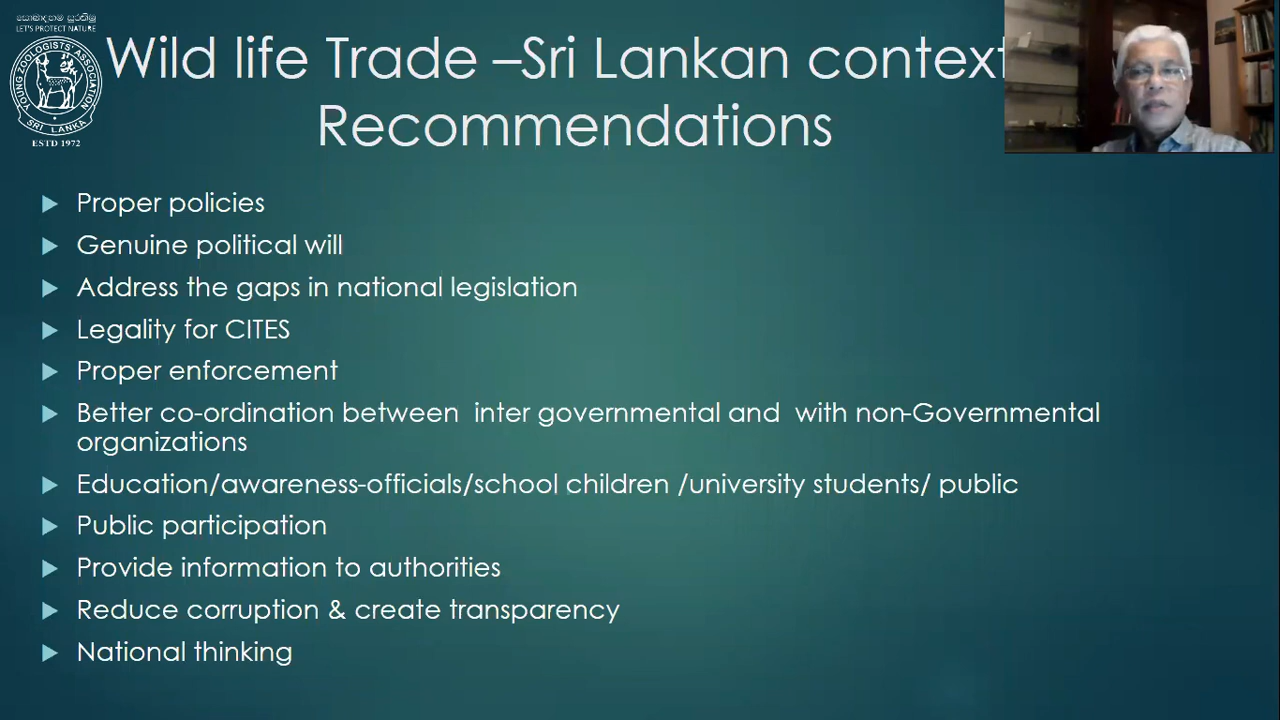 LET'S PROTECT NATURE
YOUNG ZOOLOGISTS' ASSOCIATION
SRI LANKA
ESTD 1972
Wild life Trade –Sri Lankan context
Recommendations
Proper policies
Genuine political will
Address the gaps in national legislation
Legality for CITES
Proper enforcement
Better co-ordination between  inter governmental and  with non-Governmental
organizations
Education/awareness-officials/school children /university students/ public
Public participation
Provide information to authorities
Reduce corruption & create transparency
National thinking